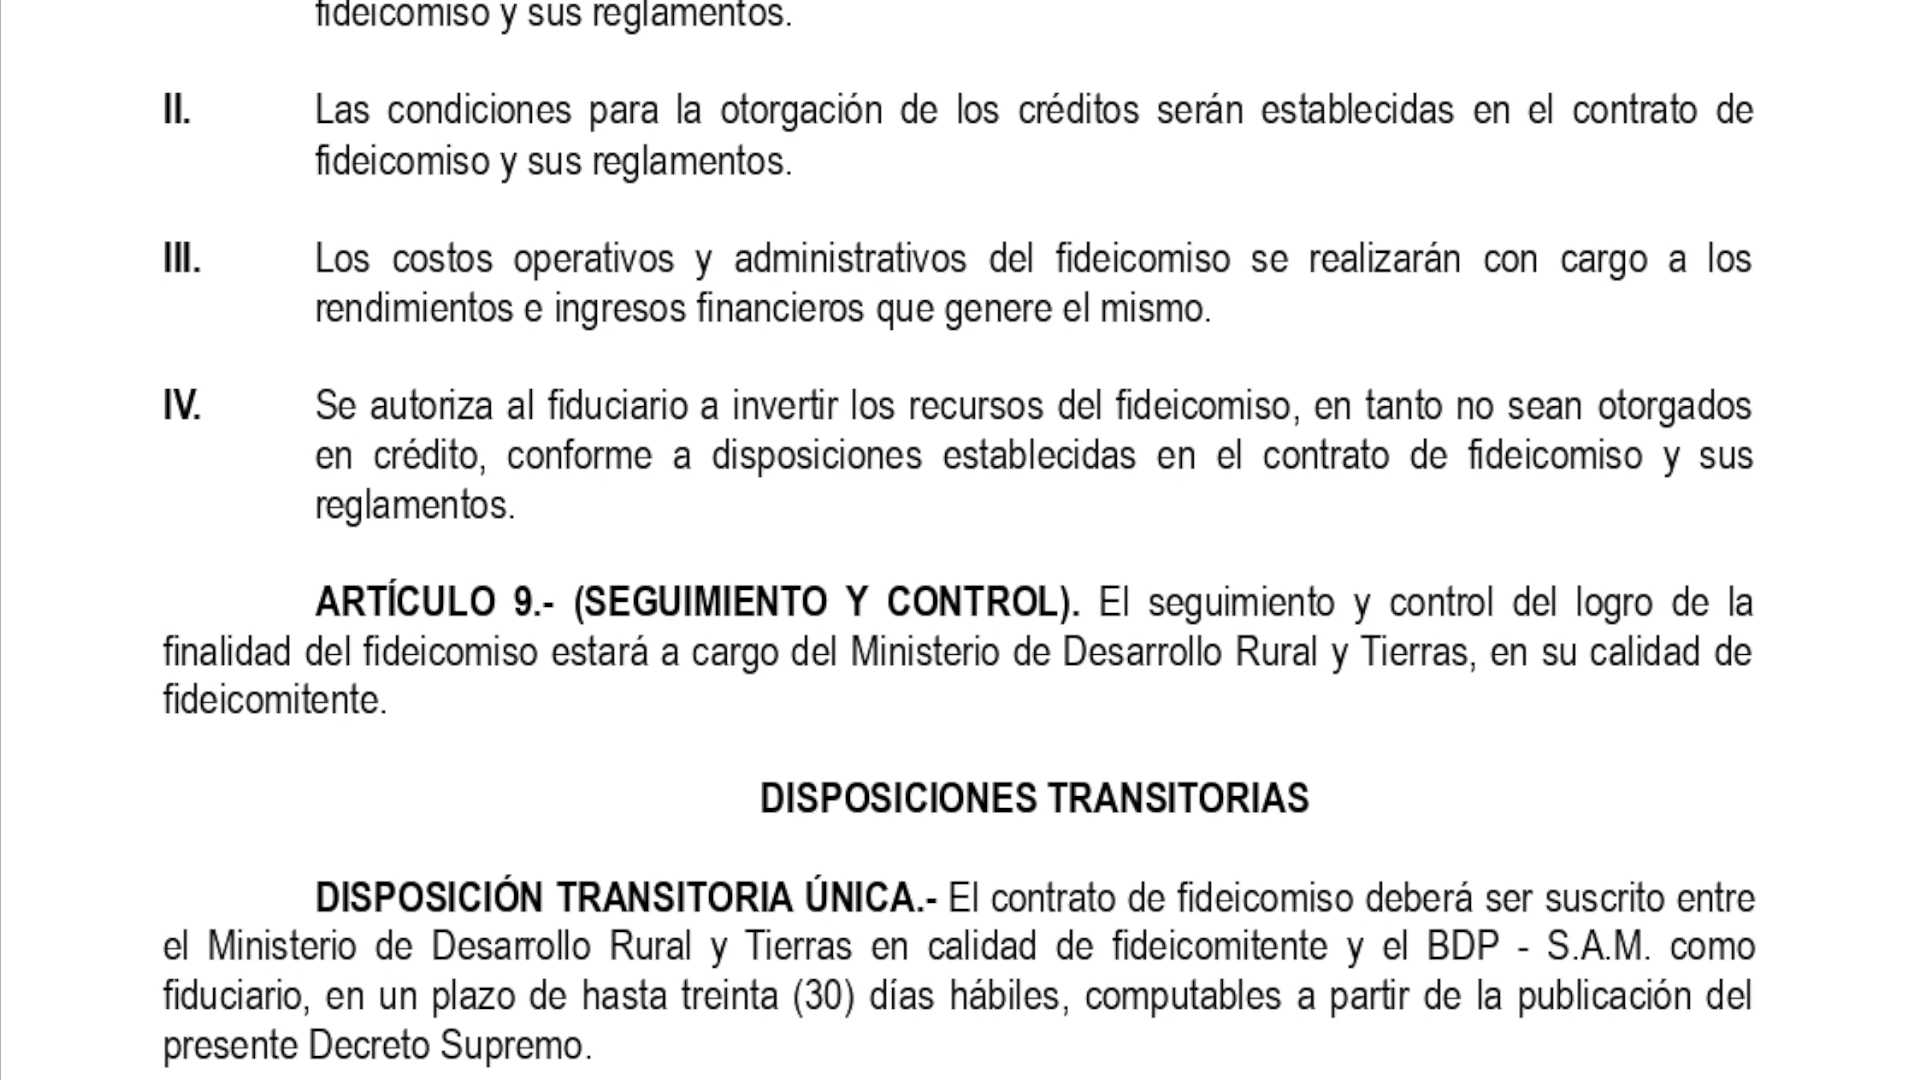 fideicomiso y sus reglamentos.
II. Las condiciones para la otorgación de los créditos serán establecidas en el contrato de
fideicomiso y sus reglamentos.
III. Los costos operativos y administrativos del fideicomiso se realizarán con cargo a los
rendimientos e ingresos financieros que genere el mismo.
IV. Se autoriza al fiduciario a invertir los recursos del fideicomiso, en tanto no sean otorgados
en crédito, conforme a disposiciones establecidas en el contrato de fideicomiso y sus
reglamentos.
ARTÍCULO 9.- (SEGUIMIENTO Y CONTROL). El seguimiento y control del logro de la
finalidad del fideicomiso estará a cargo del Ministerio de Desarrollo Rural y Tierras, en su calidad de
fideicomitente.
DISPOSICIONES TRANSITORIAS
DISPOSICIÓN TRANSITORIA ÚNICA.- El contrato de fideicomiso deberá ser suscrito entre
el Ministerio de Desarrollo Rural y Tierras en calidad de fideicomitente y el BDP - S.A.M. como
fiduciario, en un plazo de hasta treinta (30) días hábiles, computables a partir de la publicación del
presente Decreto Supremo.